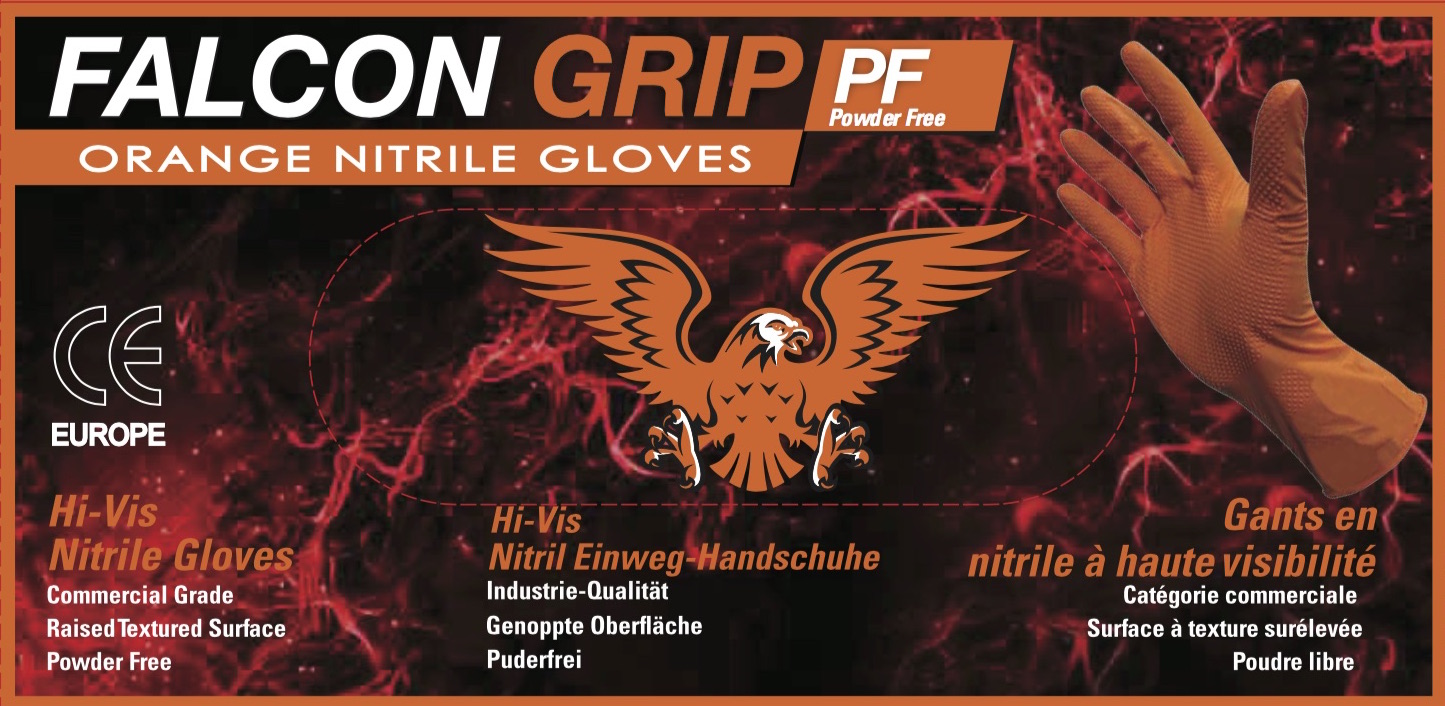 FALCON GRIP PF
Powder Free
ORANGE NITRILE GLOVES
CE
EUROPE
Hi-Vis
Nitrile Gloves
Commercial Grade
Raised Textured Surface
Powder Free
Hi-Vis
Nitril Einweg-Handschuhe
Industrie-Qualität
Genoppte Oberfläche
Puderfrei
Gants en
nitrile à haute visibilité
Catégorie commerciale
Surface à texture surélevée
Poudre libre